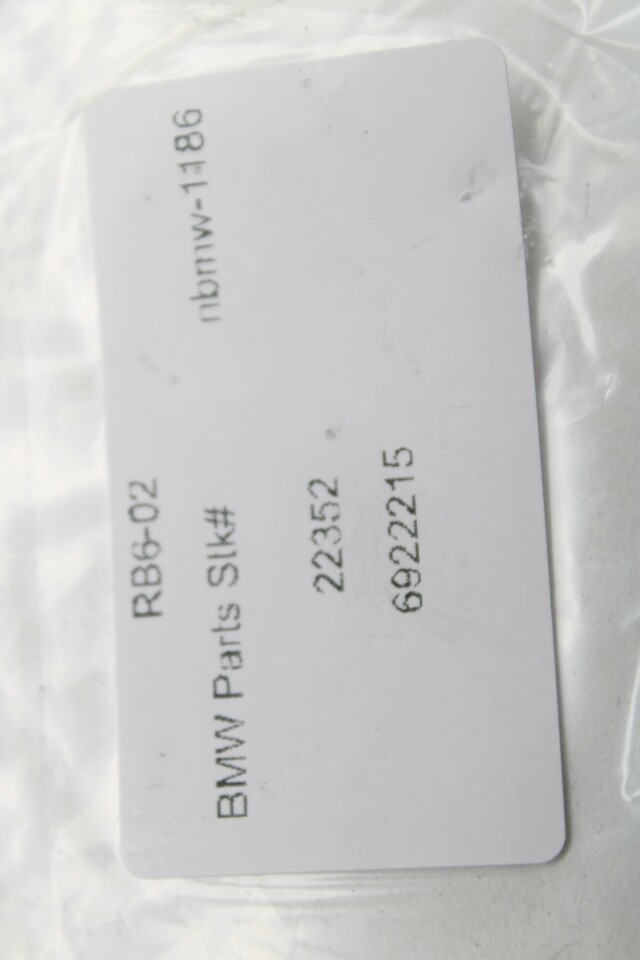 RB6-02
nbmw-1186
BMW Parts Slk#
22352
6922215